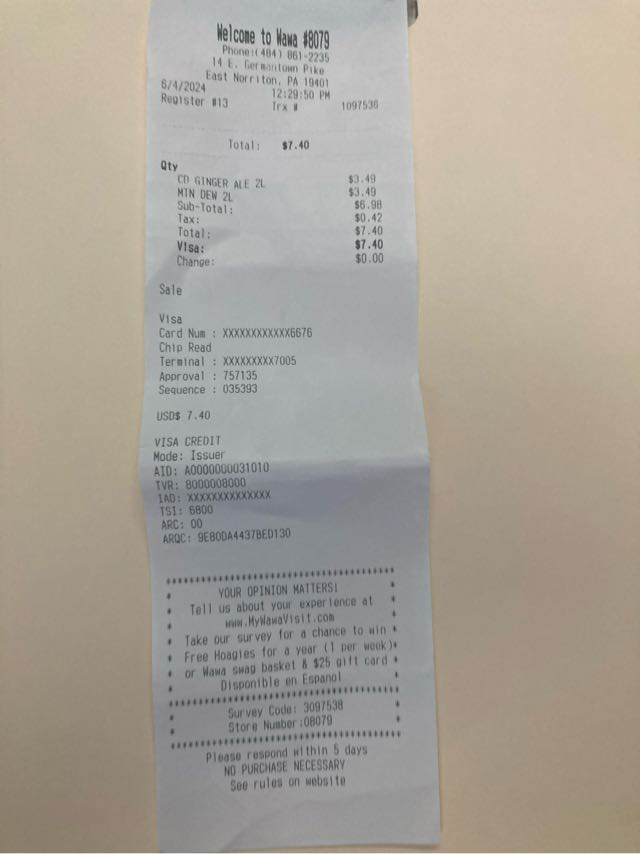 Welcome to Wawa #8079
Phone:(484) 861-2235
14 E. Germantown Pike
East Norriton, PA 19401
6/4/2024 12:29:50 PM
Register #13 Trx # 1097538
Total: $7.40
Qty
CD GINGER ALE 2L $3.49
MTN DEW 2L $3.49
Sub-Total: $6.98
Tax: $0.42
Total: $7.40
Visa: $7.40
Change: $0.00
Sale
Visa
Card Num : XXXXXXXXXXXX6676
Chip Read
Terminal : XXXXXXXXX7005
Approval : 757135
Sequence : 035393
USD$ 7.40
VISA CREDIT
Mode: Issuer
AID: A0000000031010
TVR: 8000008000
IAD: XXXXXXXXXXXXXX
TSI: 6800
ARC: 00
ARQC: 9E80DA4437BED130
****************************************
* YOUR OPINION MATTERS! *
* Tell us about your experience at *
* www.MyWawaVisit.com *
* Take our survey for a chance to win *
* Free Hoagies for a year (1 per week)*
* or Wawa swag basket & $25 gift card *
* Disponible en Espanol *
****************************************
* Survey Code: 3097538 *
* Store Number:08079 *
****************************************
Please respond within 5 days
NO PURCHASE NECESSARY
See rules on website